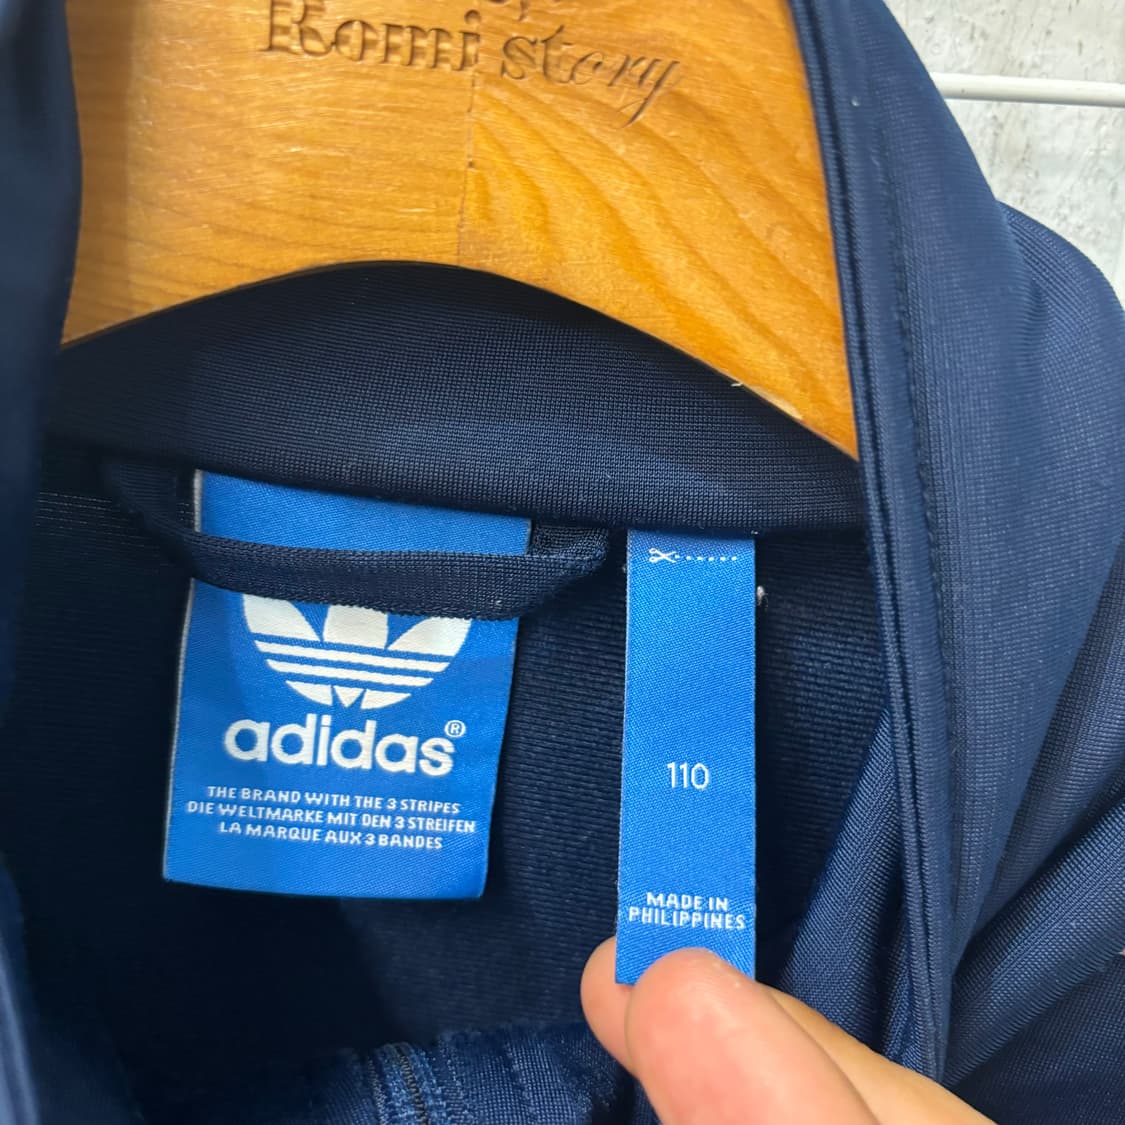 Romi story
adidas®
THE BRAND WITH THE 3 STRIPES
DIE WELTMARKE MIT DEN 3 STREIFEN
LA MARQUE AUX 3 BANDES
110
MADE IN
PHILIPPINES